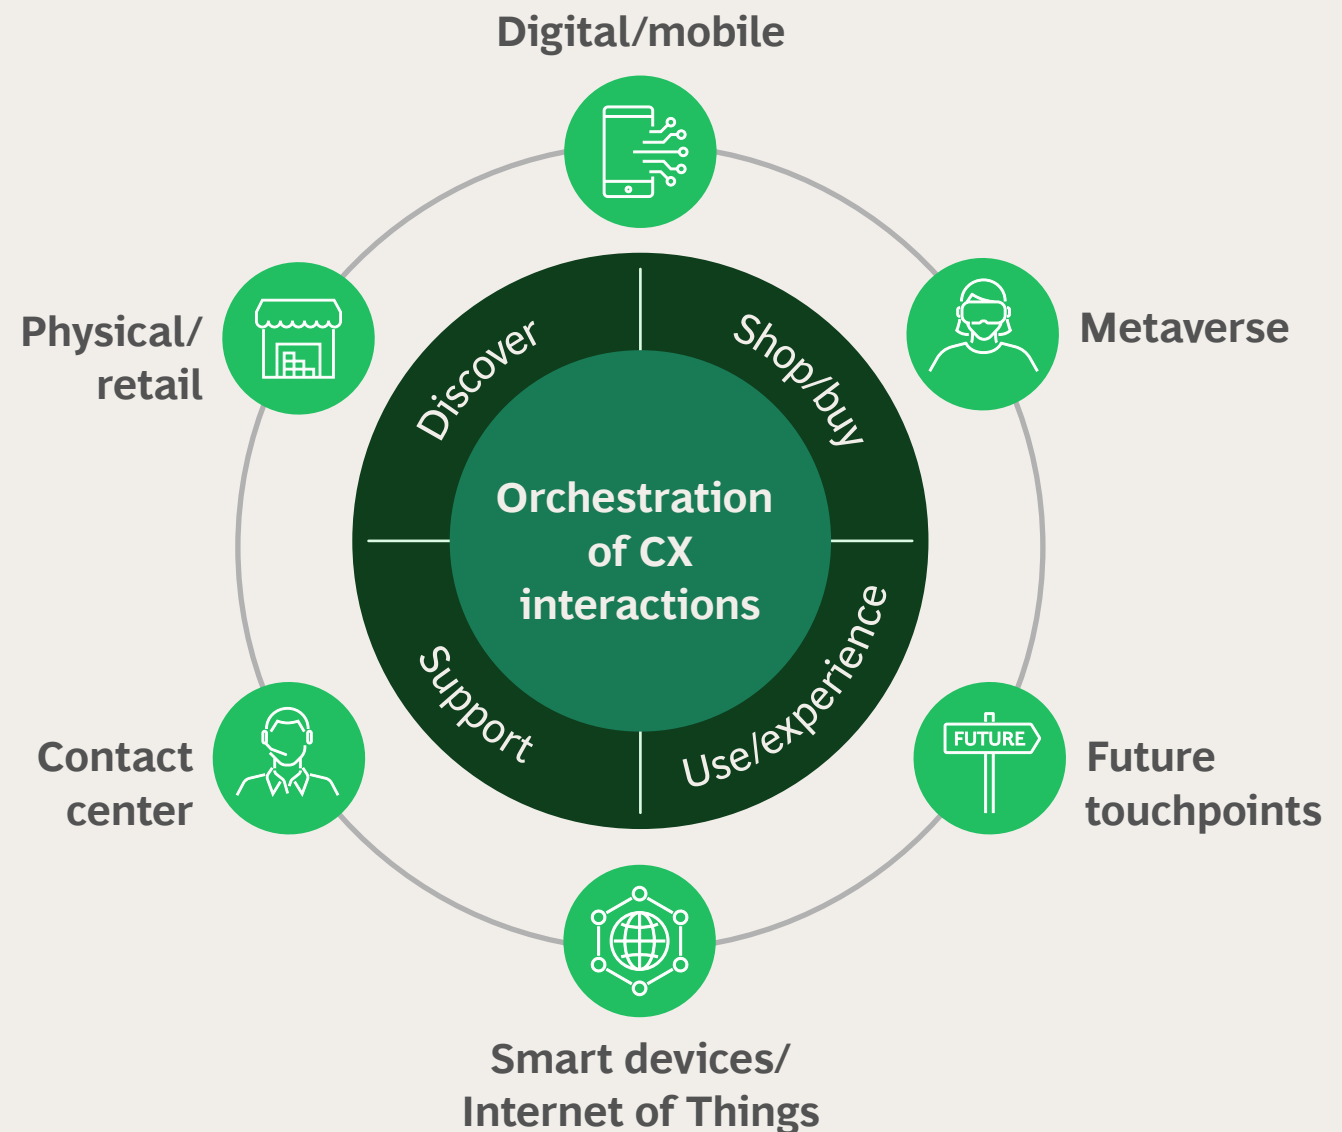 Digital/mobile
Physical/
retail
Metaverse
Discover
Shop/buy
Orchestration
of CX
interactions
Support
Use/experience
Contact
center
FUTURE
Future
touchpoints
Smart devices/
Internet of Things